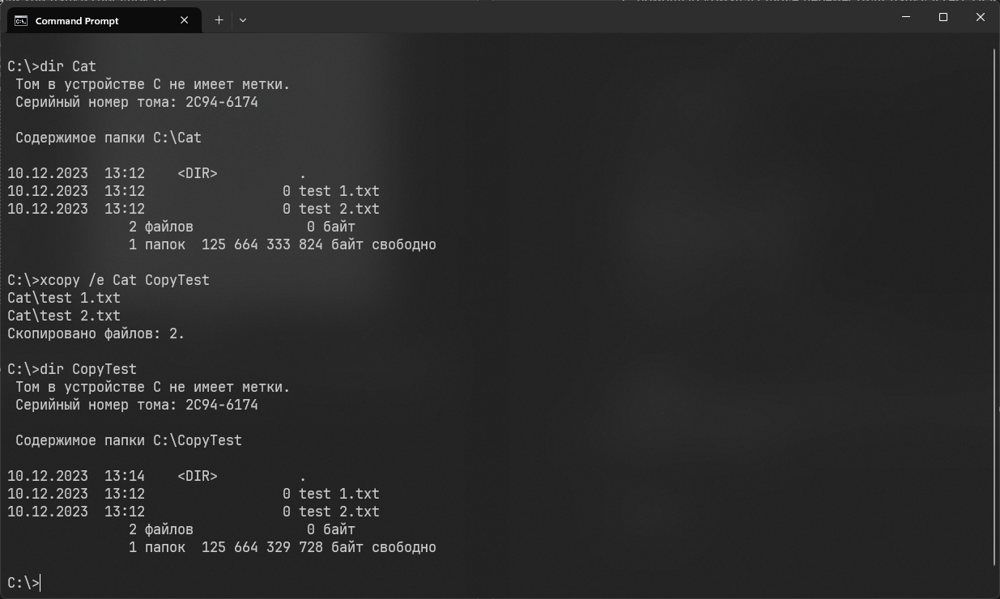 Command Prompt
C:\>dir Cat
Том в устройстве C не имеет метки.
Серийный номер тома: 2C94-6174
Содержимое папки C:\Cat
10.12.2023  13:12    <DIR>          .
10.12.2023  13:12                 0 test 1.txt
10.12.2023  13:12                 0 test 2.txt
2 файлов              0 байт
1 папок  125 664 333 824 байт свободно
C:\>xcopy /e Cat CopyTest
Cat\test 1.txt
Cat\test 2.txt
Скопировано файлов: 2.
C:\>dir CopyTest
Том в устройстве C не имеет метки.
Серийный номер тома: 2C94-6174
Содержимое папки C:\CopyTest
10.12.2023  13:14    <DIR>          .
10.12.2023  13:12                 0 test 1.txt
10.12.2023  13:12                 0 test 2.txt
2 файлов              0 байт
1 папок  125 664 329 728 байт свободно
C:\>